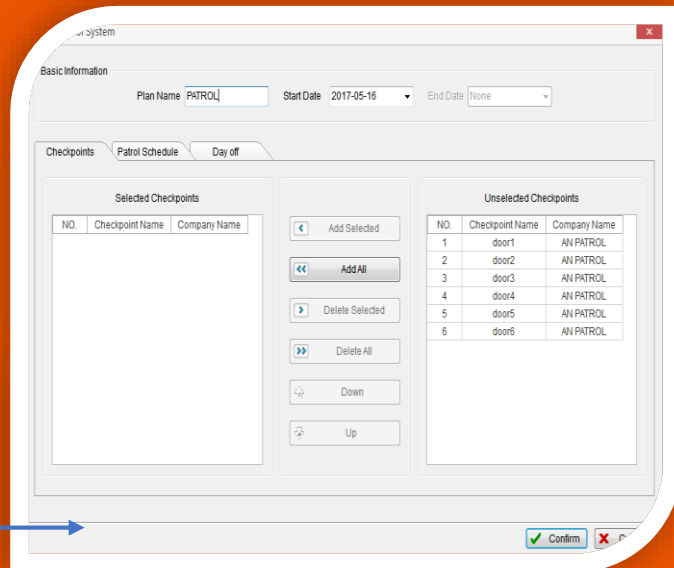 System
Basic Information
Plan Name PATROL Start Date 2017-05-16 End Date None
Checkpoints Patrol Schedule Day off
Selected Checkpoints
NO. Checkpoint Name Company Name
Add Selected
Add All
Delete Selected
Delete All
Down
Up
Unselected Checkpoints
NO. Checkpoint Name Company Name
1 door1 AN PATROL
2 door2 AN PATROL
3 door3 AN PATROL
4 door4 AN PATROL
5 door5 AN PATROL
6 door6 AN PATROL
Confirm